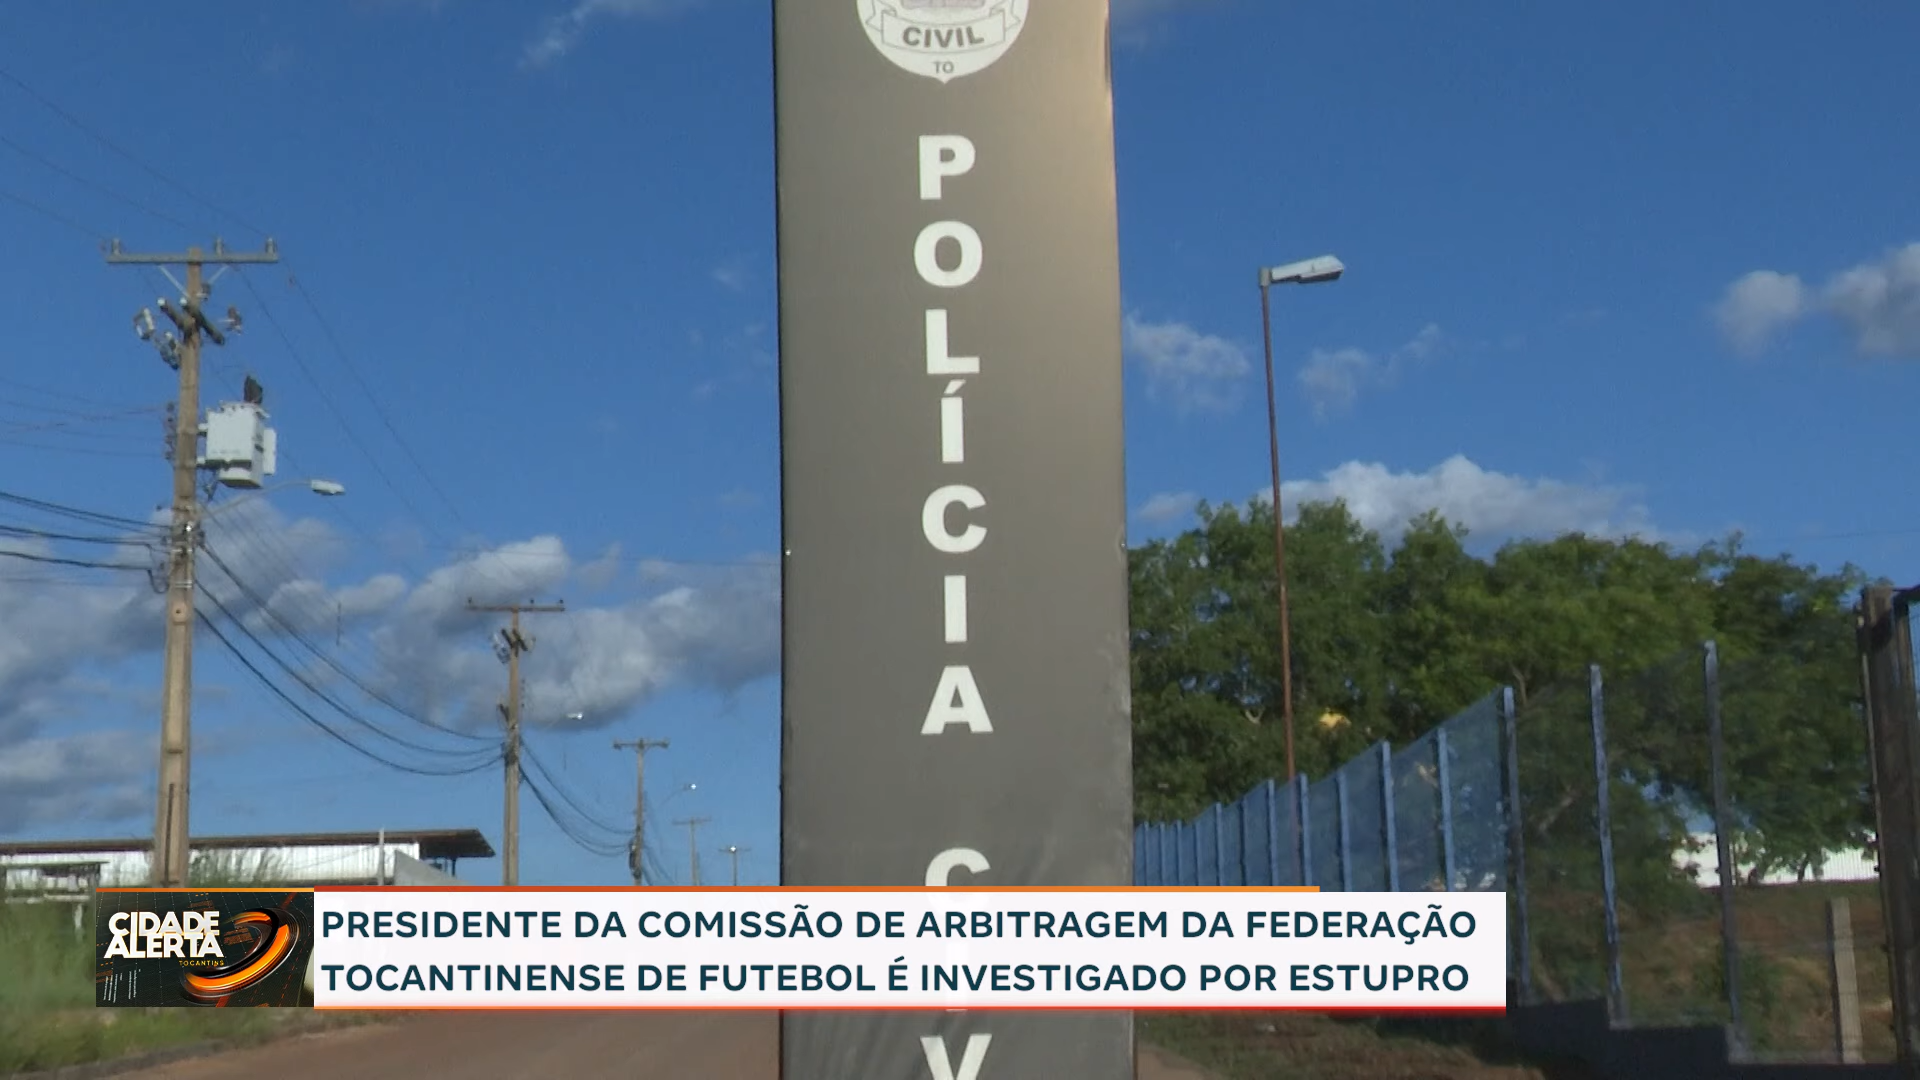 CIVIL
TO
POLÍCIA CIV
CIDADE
ALERTA
TOCANTINS
PRESIDENTE DA COMISSÃO DE ARBITRAGEM DA FEDERAÇÃO
TOCANTINENSE DE FUTEBOL É INVESTIGADO POR ESTUPRO